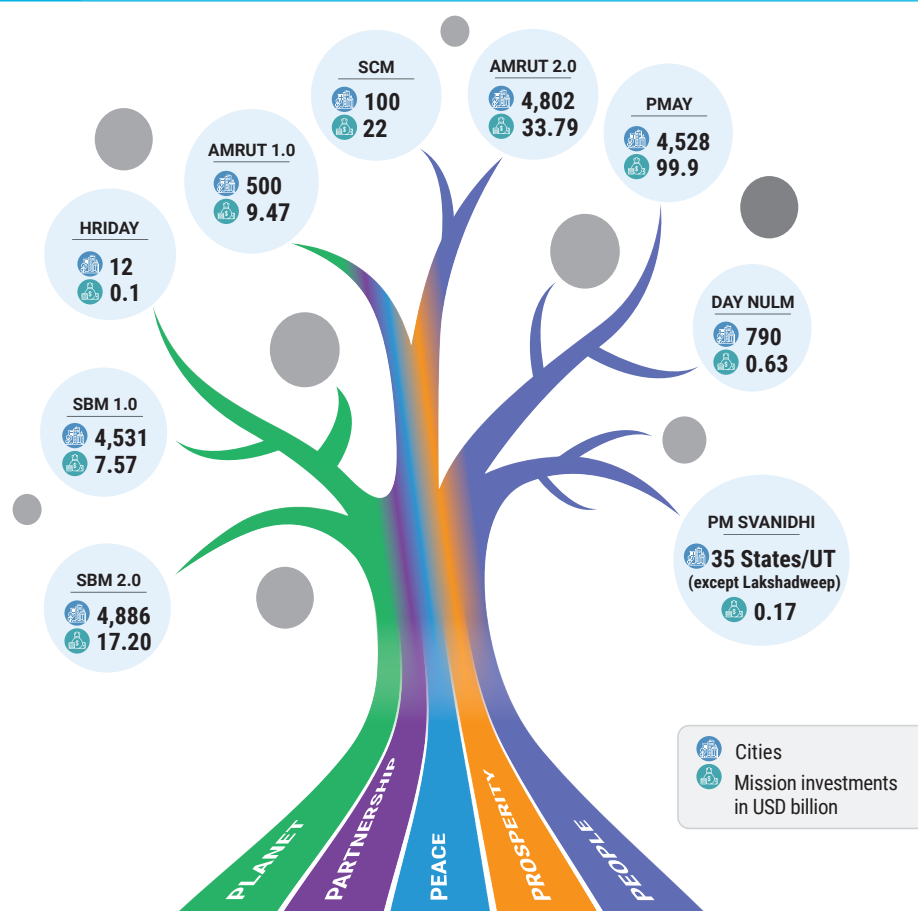 SCM
100
22
AMRUT 2.0
4,802
33.79
PMAY
4,528
99.9
AMRUT 1.0
500
9.47
HRIDAY
12
0.1
DAY NULM
790
0.63
SBM 1.0
4,531
7.57
PM SVANIDHI
35 States/UT
(except Lakshadweep)
0.17
SBM 2.0
4,886
17.20
Cities
Mission investments
in USD billion
PLANET
PARTNERSHIP
PEACE
PROSPERITY
PEOPLE